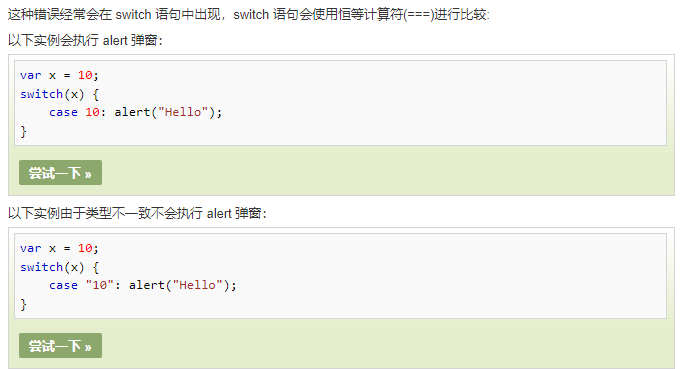 这种错误经常会在 switch 语句中出现，switch 语句会使用恒等计算符(===)进行比较:
以下实例会执行 alert 弹窗：
var x = 10;
switch(x) {
    case 10: alert("Hello");
}
尝试一下 »
以下实例由于类型不一致不会执行 alert 弹窗：
var x = 10;
switch(x) {
    case "10": alert("Hello");
}
尝试一下 »